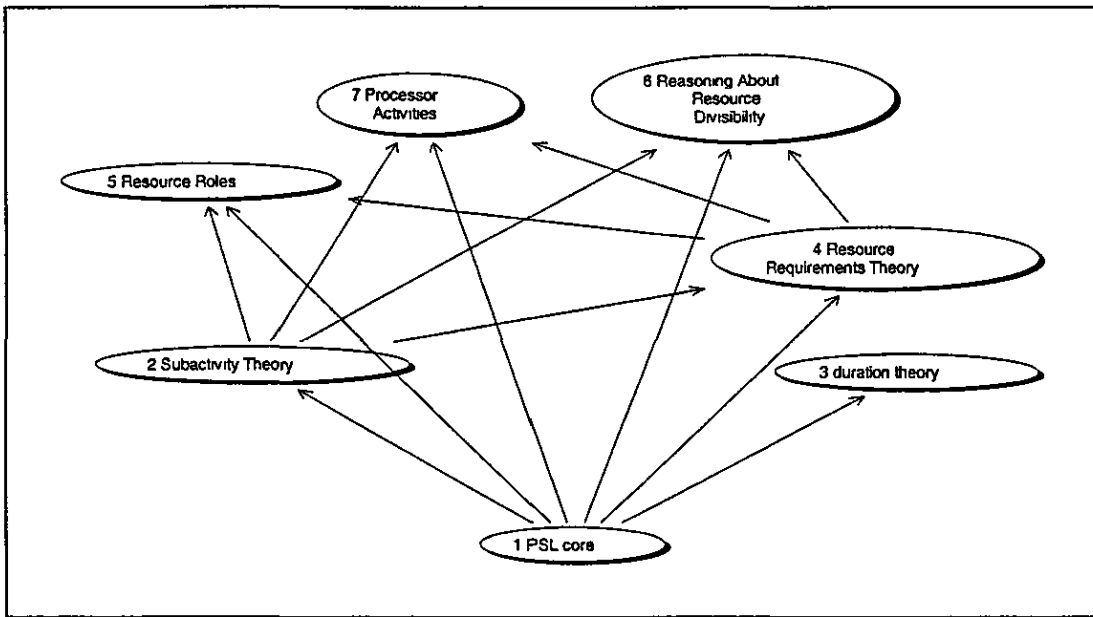 6 Reasoning About
Resource
Divisibility
7 Processor
Activities
5 Resource Roles
4 Resource
Requirements Theory
2 Subactivity Theory
3 duration theory
1 PSL core